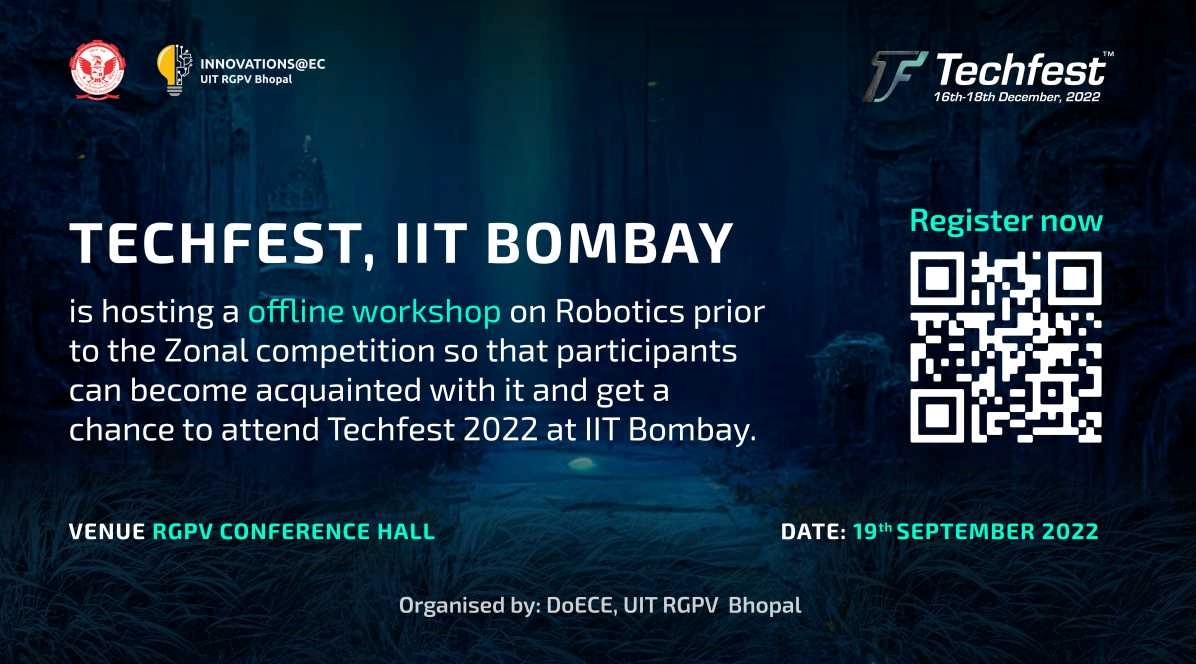 INNOVATIONS@EC
UIT RGPV Bhopal
Techfest™
16th-18th December, 2022
TECHFEST, IIT BOMBAY
is hosting a offline workshop on Robotics prior
to the Zonal competition so that participants
can become acquainted with it and get a
chance to attend Techfest 2022 at IIT Bombay.
Register now
VENUE RGPV CONFERENCE HALL
DATE: 19th SEPTEMBER 2022
Organised by: DoECE, UIT RGPV Bhopal